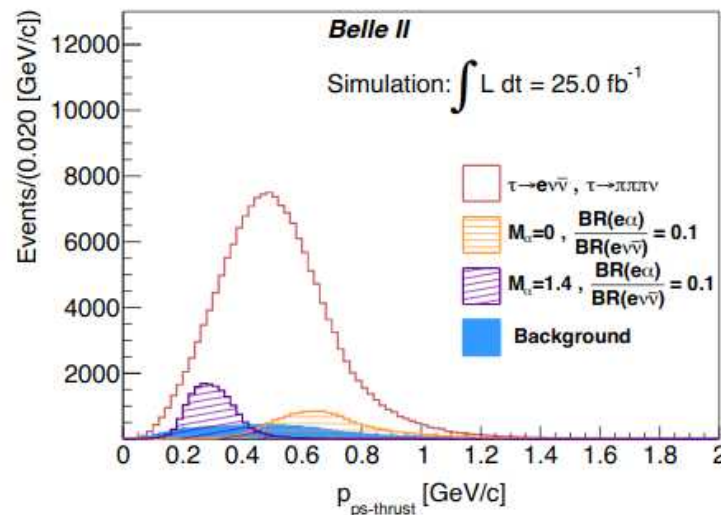 Belle II
Simulation: ∫ L dt = 25.0 fb⁻¹
Events/(0.020 [GeV/c])
12000
10000
8000
6000
4000
2000
τ→eνν̅ , τ→πππν
M_α=0 , BR(eα)/BR(eνν̅) = 0.1
M_α=1.4 , BR(eα)/BR(eνν̅) = 0.1
Background
0 0.2 0.4 0.6 0.8 1 1.2 1.4 1.6 1.8 2
p_ps-thrust [GeV/c]